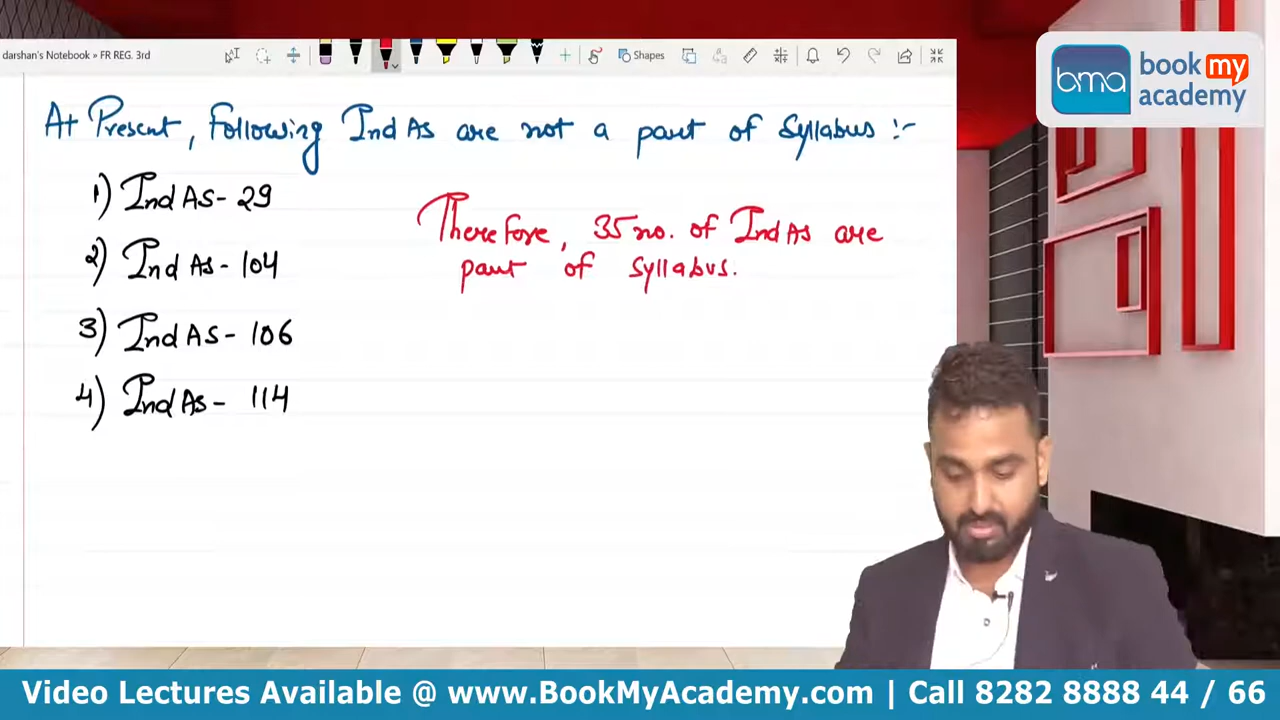 darshan's Notebook » FR REG. 3rd
Shapes
bma
book my
academy
At Present, Following Ind As are not a part of Syllabus :-
1) Ind AS- 29
2) Ind As- 104
3) Ind AS- 106
4) Ind As- 114
Therefore, 35 no. of Ind As are
part of syllabus.
Video Lectures Available @ www.BookMyAcademy.com | Call 8282 8888 44 / 66